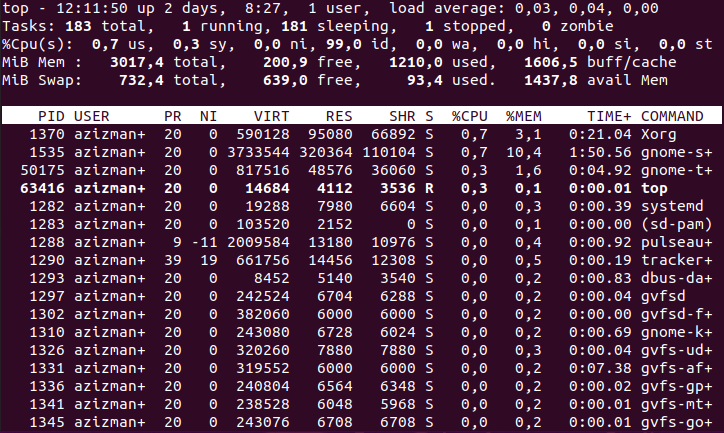 top - 12:11:50 up 2 days,  8:27,  1 user,  load average: 0,03, 0,04, 0,00
Tasks: 183 total,   1 running, 181 sleeping,   1 stopped,   0 zombie
%Cpu(s):  0,7 us,  0,3 sy,  0,0 ni, 99,0 id,  0,0 wa,  0,0 hi,  0,0 si,  0,0 st
MiB Mem :   3017,4 total,    200,9 free,   1210,0 used,   1606,5 buff/cache
MiB Swap:    732,4 total,    639,0 free,     93,4 used.   1437,8 avail Mem
PID USER      PR  NI    VIRT    RES    SHR S  %CPU  %MEM     TIME+ COMMAND
1370 azizman+  20   0  590128  95080  66892 S   0,7   3,1   0:21.04 Xorg
1535 azizman+  20   0 3733544 320364 110104 S   0,7  10,4   1:50.56 gnome-s+
50175 azizman+  20   0  817516  48576  36060 S   0,3   1,6   0:04.92 gnome-t+
63416 azizman+  20   0   14684   4112   3536 R   0,3   0,1   0:00.01 top
1282 azizman+  20   0   19288   7980   6604 S   0,0   0,3   0:00.39 systemd
1283 azizman+  20   0  103520   2152      0 S   0,0   0,1   0:00.00 (sd-pam)
1288 azizman+   9 -11 2009584  13180  10976 S   0,0   0,4   0:00.92 pulseau+
1290 azizman+  39  19  661756  14456  12308 S   0,0   0,5   0:00.19 tracker+
1293 azizman+  20   0    8452   5140   3540 S   0,0   0,2   0:00.83 dbus-da+
1297 azizman+  20   0  242524   6704   6288 S   0,0   0,2   0:00.04 gvfsd
1302 azizman+  20   0  382060   6000   6000 S   0,0   0,2   0:00.00 gvfsd-f+
1310 azizman+  20   0  243080   6728   6024 S   0,0   0,2   0:00.69 gnome-k+
1326 azizman+  20   0  320260   7880   7880 S   0,0   0,3   0:00.04 gvfs-ud+
1331 azizman+  20   0  319552   6000   6000 S   0,0   0,2   0:07.38 gvfs-af+
1336 azizman+  20   0  240804   6564   6348 S   0,0   0,2   0:00.02 gvfs-gp+
1341 azizman+  20   0  238528   6048   5968 S   0,0   0,2   0:00.01 gvfs-mt+
1345 azizman+  20   0  243076   6708   6708 S   0,0   0,2   0:00.01 gvfs-go+